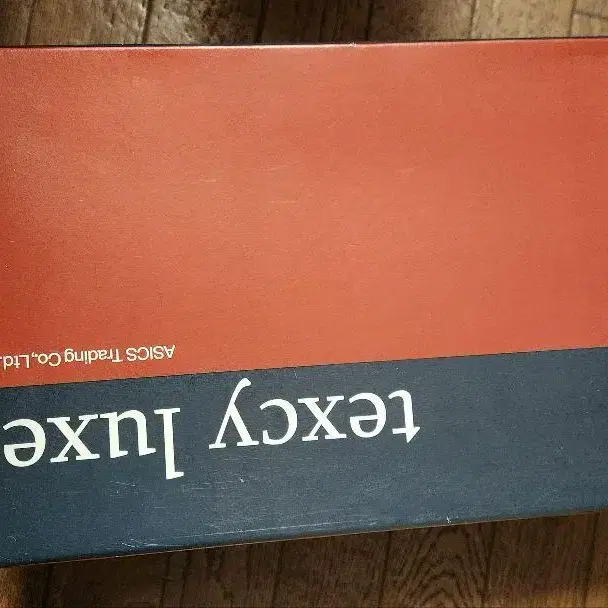 texcy luxe
ASICS Trading Co.,Ltd.